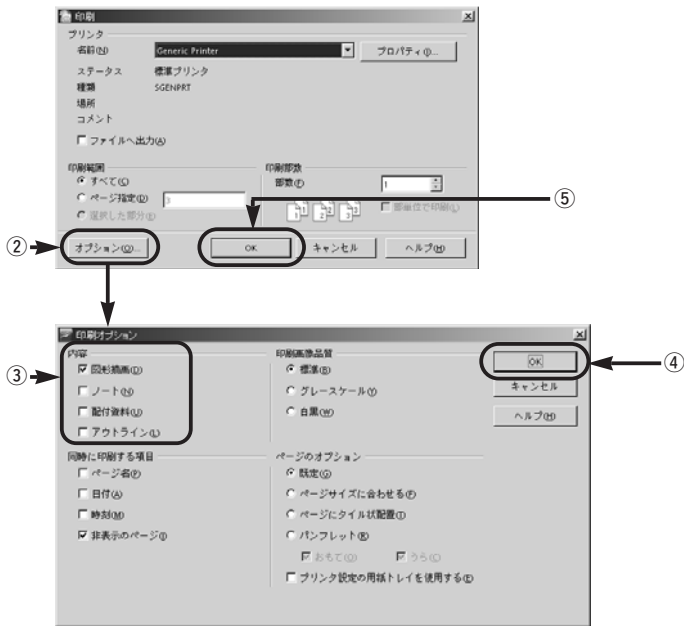 印刷
プリンタ
名前(N) Generic Printer プロパティ(I)...
ステータス 標準プリンタ
種類 SGENPRT
場所
コメント
ファイルへ出力(A)
印刷範囲 印刷部数
すべて(C) 部数(F) 1
ページ指定(D) 3 部単位で印刷(L)
選択した部分(E) 1 1 2 2 3 3
⑤
② オプション(O)... OK キャンセル ヘルプ(H)
印刷オプション
内容 印刷画像品質
③ 図形描画(D) 標準(B) OK ④
ノート(N) グレースケール(Y) キャンセル
配付資料(U) 白黒(W) ヘルプ(H)
アウトライン(L)
同時に印刷する項目 ページのオプション
ページ名(P) 既定(G)
日付(A) ページサイズに合わせる(F)
時刻(M) ページにタイル状配置(T)
非表示のページ(I) パンフレット(R)
おもて(O) うら(C)
プリンタ設定の用紙トレイを使用する(E)